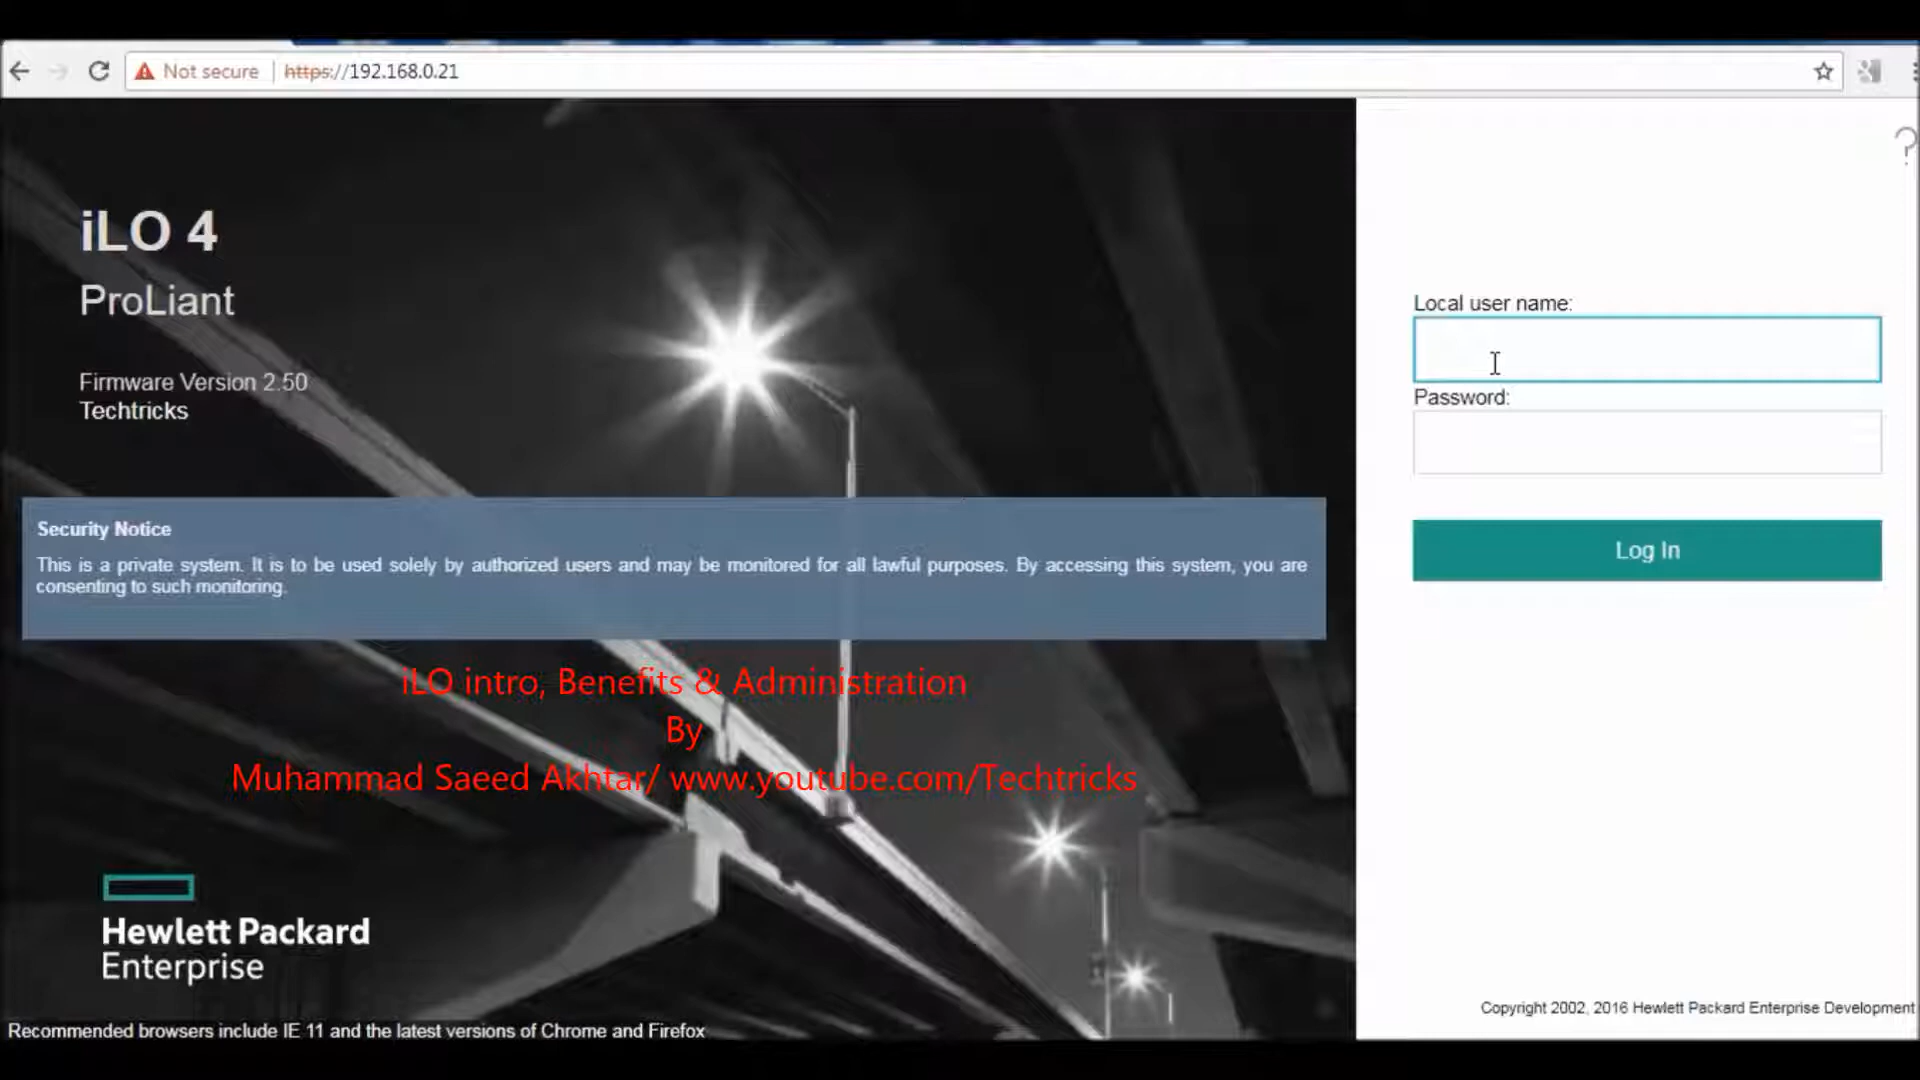 Not secure
https://192.168.0.21
iLO 4
ProLiant
Firmware Version 2.50
Techtricks
Security Notice
This is a private system. It is to be used solely by authorized users and may be monitored for all lawful purposes. By accessing this system, you are
consenting to such monitoring.
iLO intro, Benefits & Administration
By
Muhammad Saeed Akhtar/ www.youtube.com/Techtricks
Hewlett Packard
Enterprise
Recommended browsers include IE 11 and the latest versions of Chrome and Firefox
Local user name:
Password:
Log In
Copyright 2002, 2016 Hewlett Packard Enterprise Development